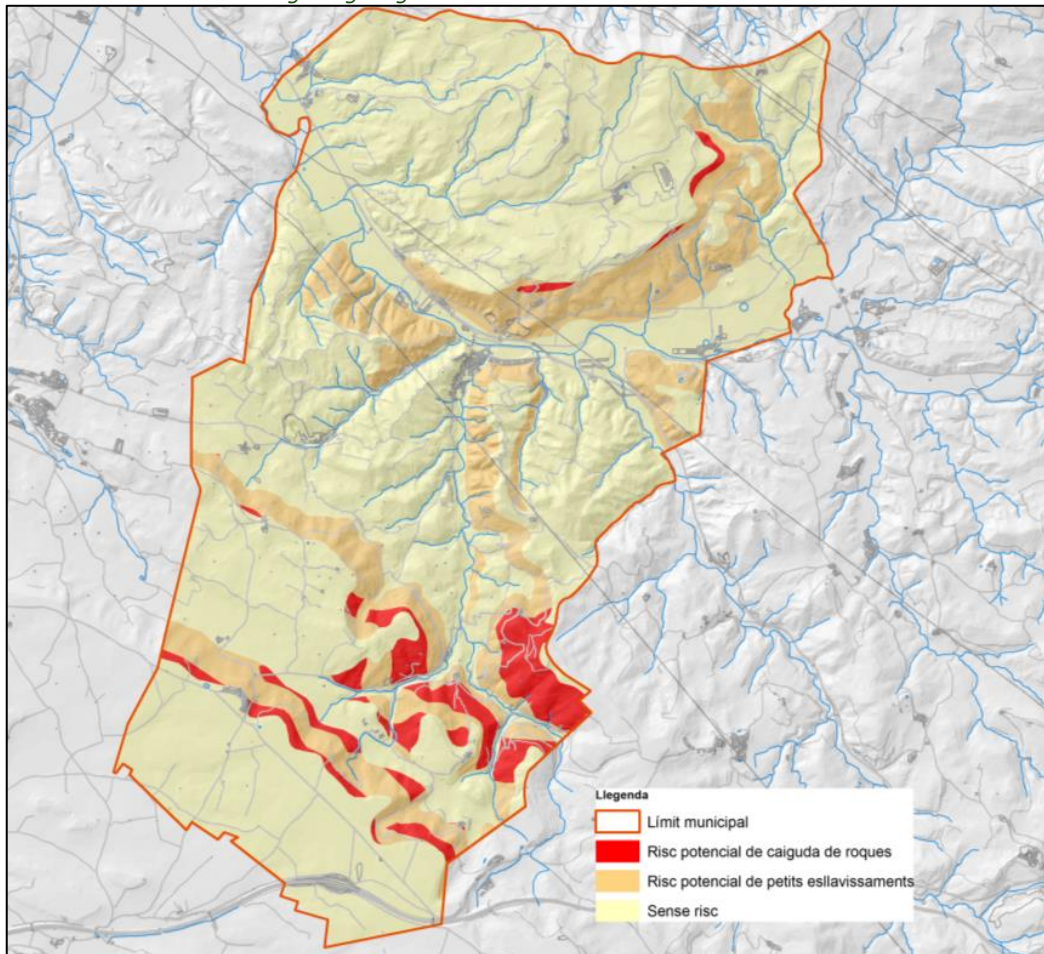 Llegenda
Límit municipal
Risc potencial de caiguda de roques
Risc potencial de petits esllavissaments
Sense risc